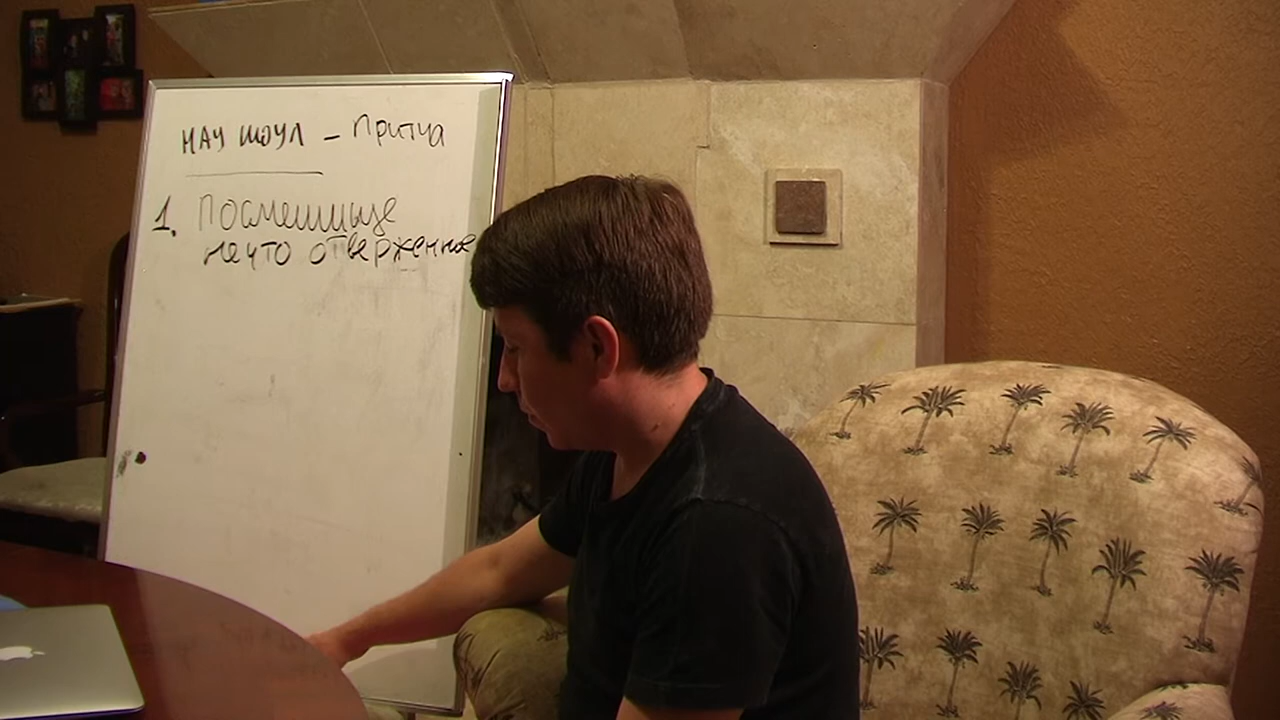 НАУ ШОУЛ – Притча
1. Посмешище
нечто отверженное